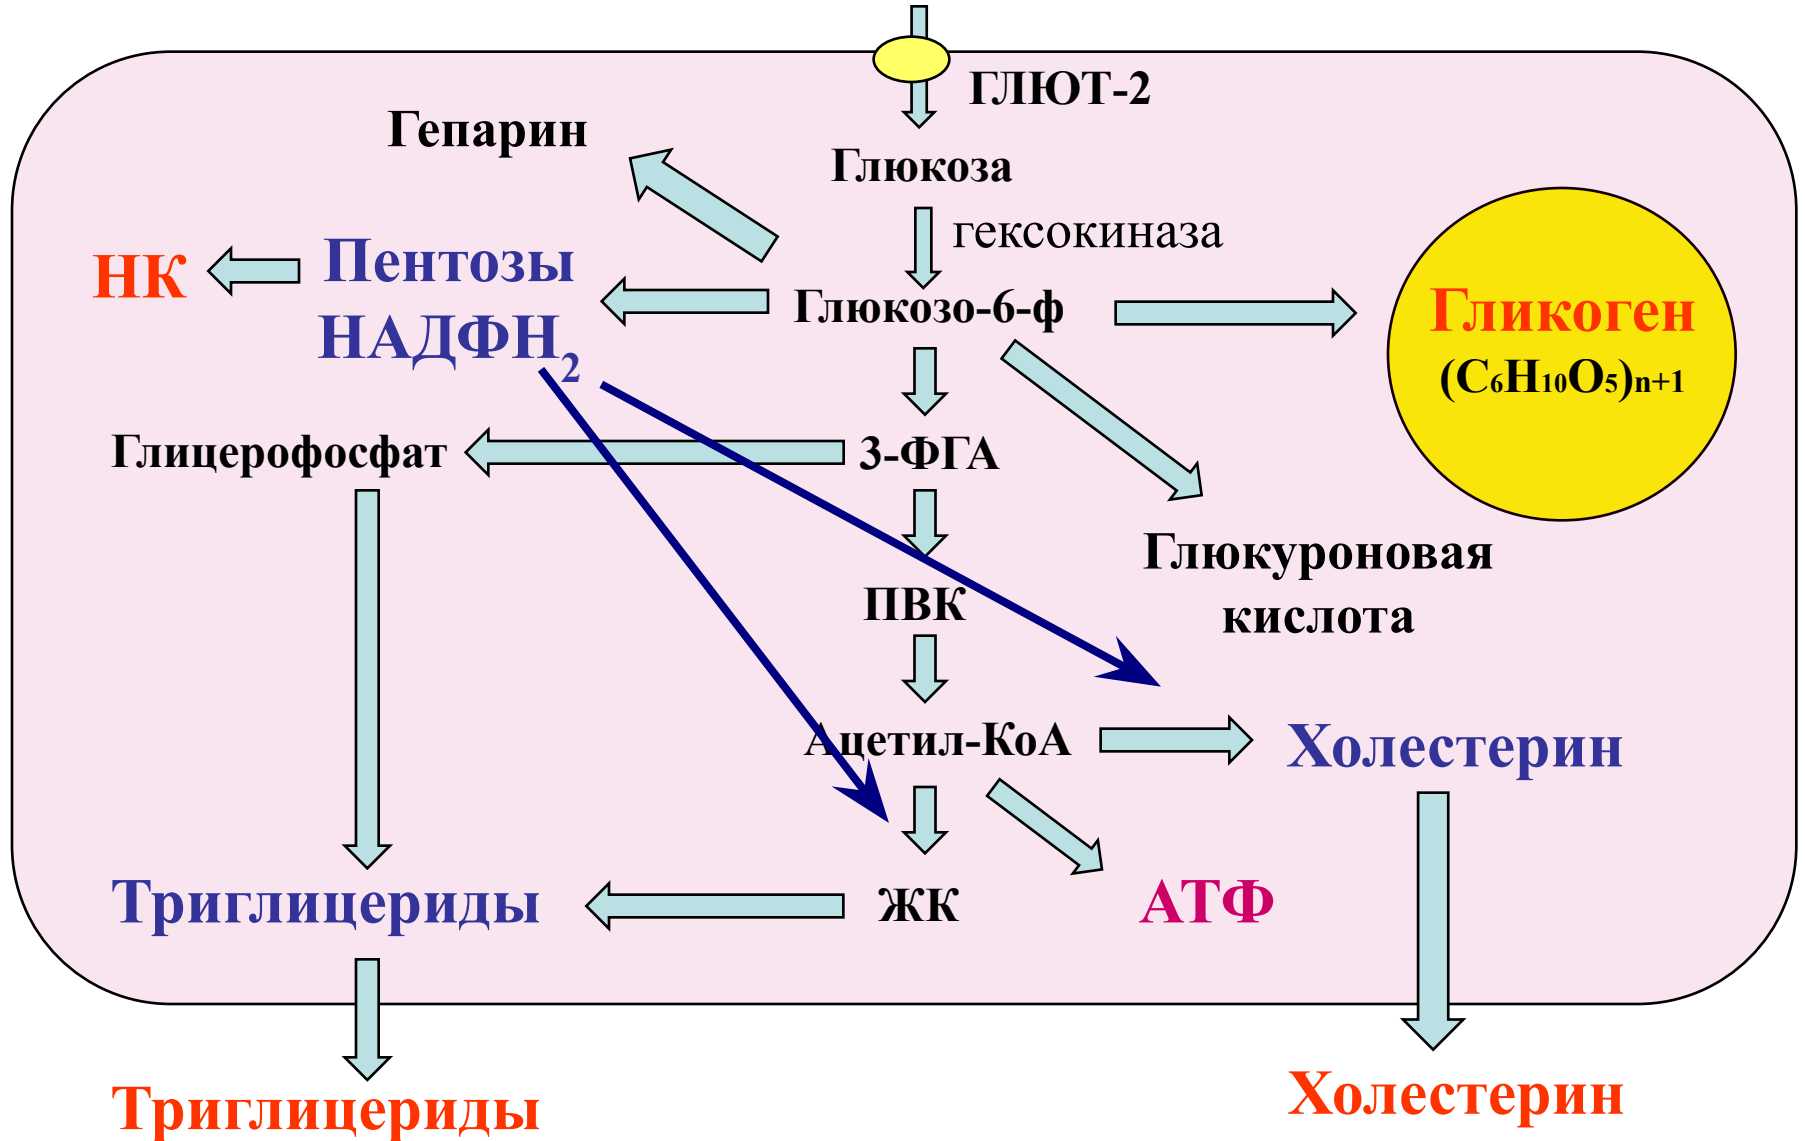 ГЛЮТ-2
Гепарин
Глюкоза
гексокиназа
НК
Пентозы
НАДФН₂
Глюкозо-6-ф
Гликоген
(С₆Н₁₀О₅)n+1
Глицерофосфат
3-ФГА
Глюкуроновая
кислота
ПВК
Ацетил-КоА
Холестерин
Триглицериды
ЖК
АТФ
Триглицериды
Холестерин